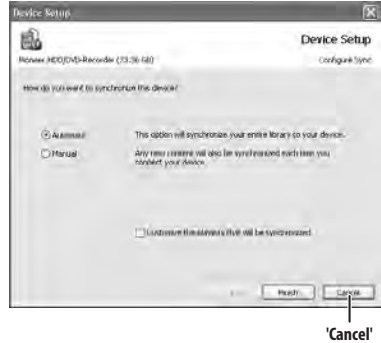 Device Setup
Device Setup
Pioneer HDD/DVD-Recorder (73.56 GB)
Configure Sync
How do you want to synchronize this device?
Automatic
This option will synchronize your entire library to your device.
Manual
Any new content will also be synchronized each time you
connect your device.
Customize the playlists that will be synchronized
Finish
Cancel
'Cancel'